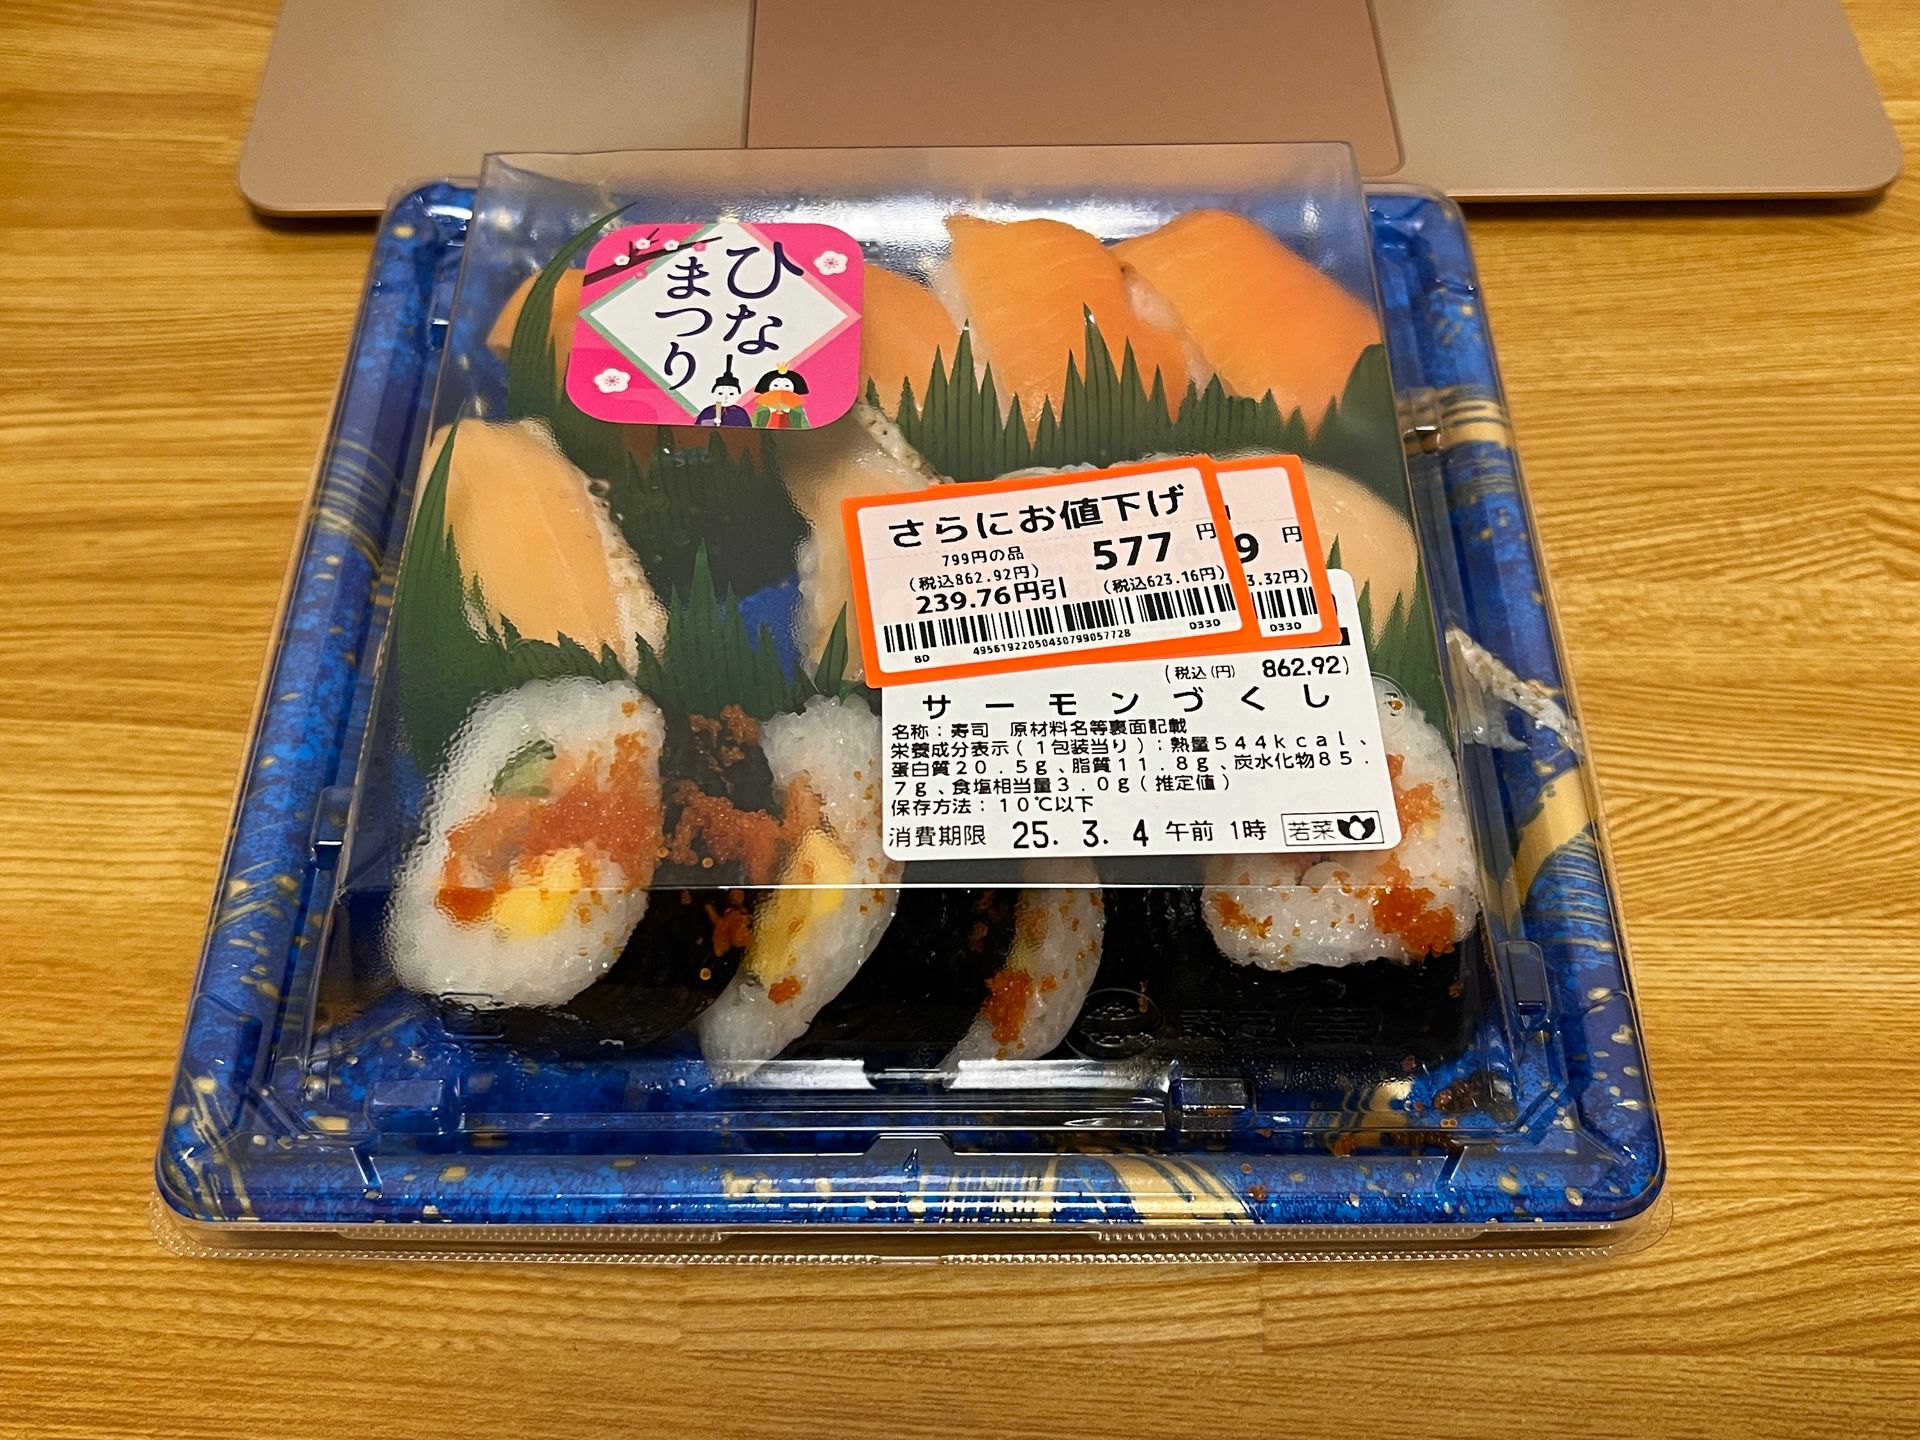 ひな
まつり
さらにお値下げ
799円の品
577円
(税込862.92円)
(税込623.16円)
239.76円引
8D
49561922050430799057728
0330
9円
3.32円)
0330
(税込(円) 862.92)
サーモンづくし
名称：寿司 原材料名等裏面記載
栄養成分表示(1包装当り)：熱量544kcal、
蛋白質20.5g、脂質11.8g、炭水化物85.
7g、食塩相当量3.0g(推定値)
保存方法：10℃以下
消費期限 25. 3. 4 午前 1時 若菜